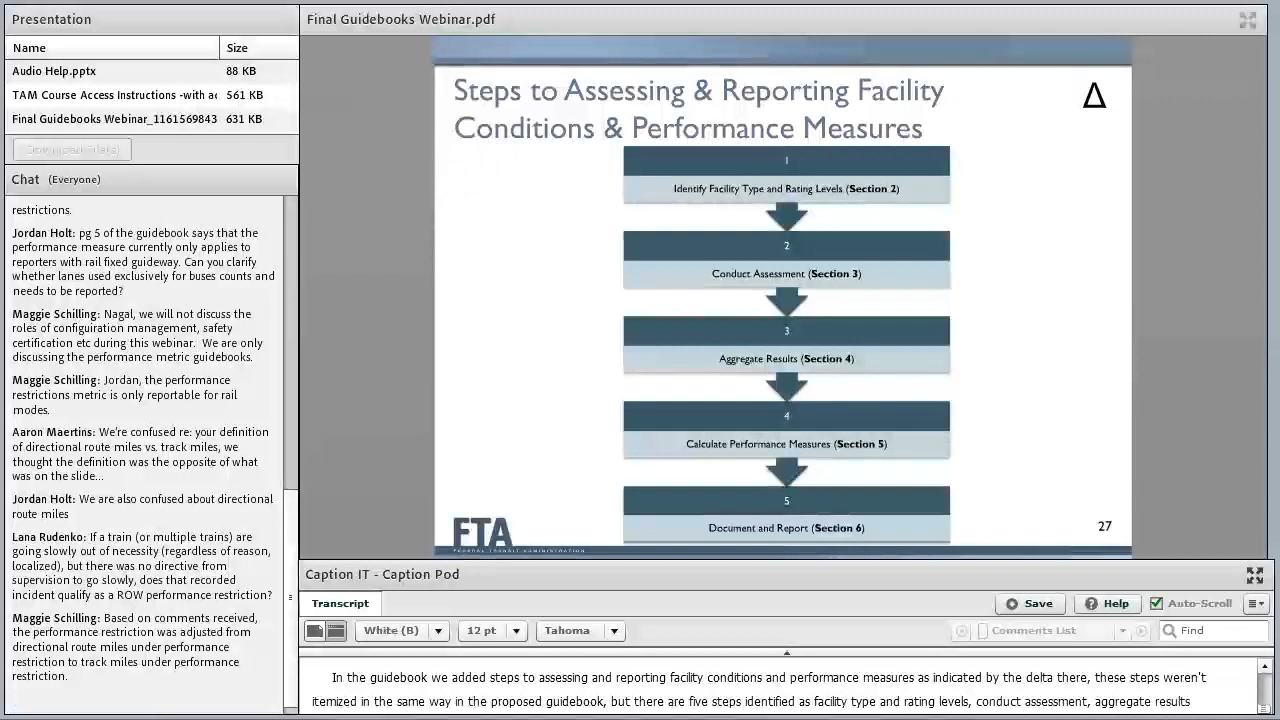 Presentation
Name Size
Audio Help.pptx 88 KB
TAM Course Access Instructions -with ac 561 KB
Final Guidebooks Webinar_1161569843 631 KB
Download File(s)
Chat (Everyone)
restrictions.
Jordan Holt: pg 5 of the guidebook says that the
performance measure currently only applies to
reporters with rail fixed guideway. Can you clarify
whether lanes used exclusively for buses counts and
needs to be reported?
Maggie Schilling: Nagal, we will not discuss the
roles of configuration management, safety
certification etc during this webinar. We are only
discussing the performance metric guidebooks.
Maggie Schilling: Jordan, the performance
restrictions metric is only reportable for rail
modes.
Aaron Maertins: We're confused re: your definition
of directional route miles vs. track miles, we
thought the definition was the opposite of what
was on the slide...
Jordan Holt: We are also confused about directional
route miles
Lana Rudenko: If a train (or multiple trains) are
going slowly out of necessity (regardless of reason,
localized), but there was no directive from
supervision to go slowly, does that recorded
incident qualify as a ROW performance restriction?
Maggie Schilling: Based on comments received,
the performance restriction was adjusted from
directional route miles under performance
restriction to track miles under performance
restriction.
Final Guidebooks Webinar.pdf
Steps to Assessing & Reporting Facility
Conditions & Performance Measures
Δ
1
Identify Facility Type and Rating Levels (Section 2)
2
Conduct Assessment (Section 3)
3
Aggregate Results (Section 4)
4
Calculate Performance Measures (Section 5)
5
Document and Report (Section 6)
FTA
FEDERAL TRANSIT ADMINISTRATION
27
Caption IT - Caption Pod
Transcript Save Help Auto-Scroll
White (B) 12 pt Tahoma Comments List Find
In the guidebook we added steps to assessing and reporting facility conditions and performance measures as indicated by the delta there, these steps weren't
itemized in the same way in the proposed guidebook, but there are five steps identified as facility type and rating levels, conduct assessment, aggregate results